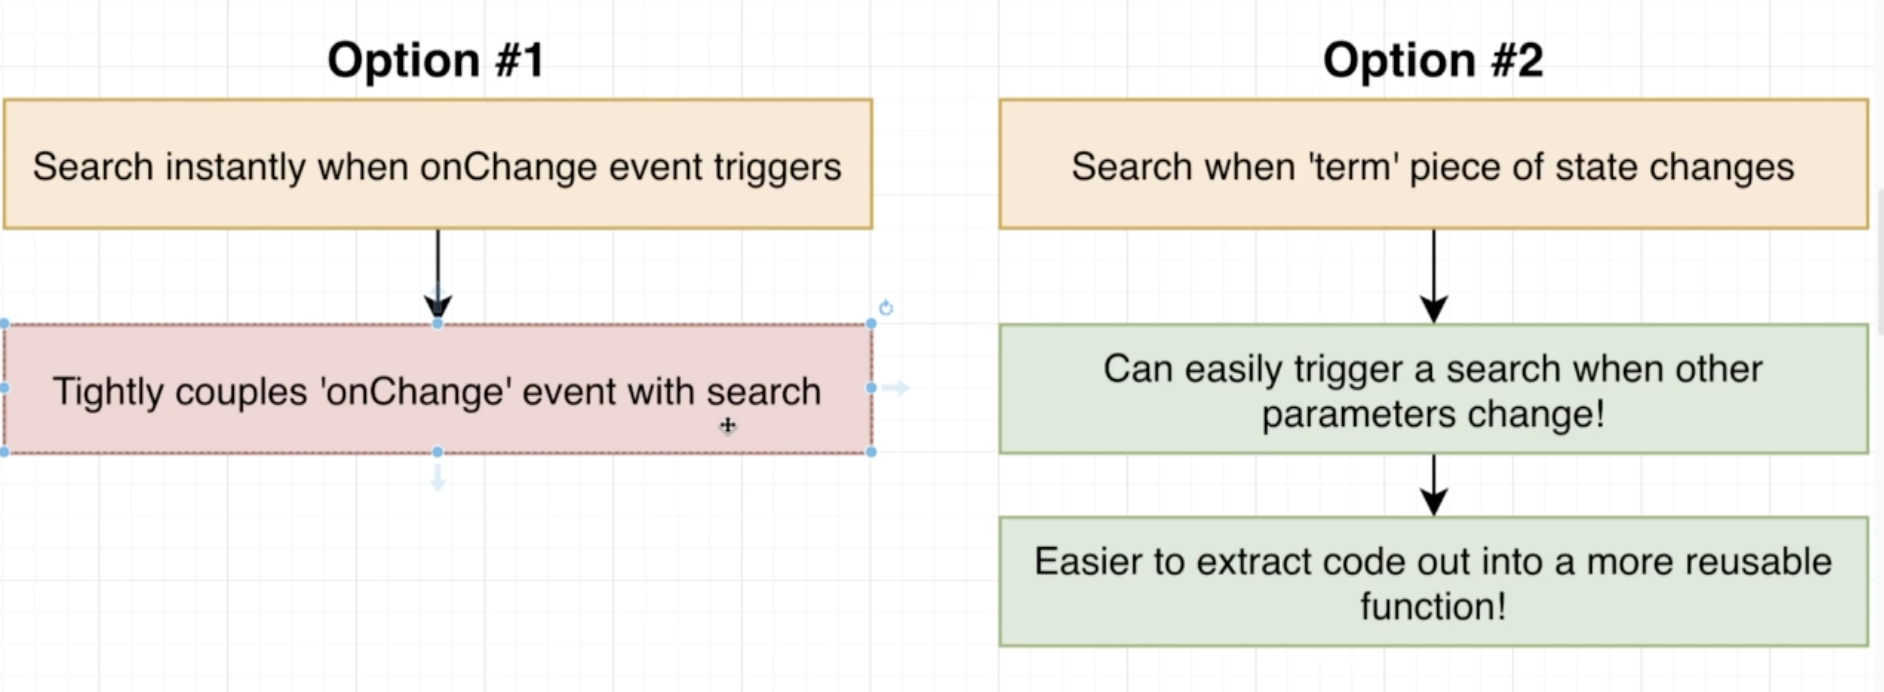 Option #1
Search instantly when onChange event triggers
Tightly couples 'onChange' event with search
Option #2
Search when 'term' piece of state changes
Can easily trigger a search when other
parameters change!
Easier to extract code out into a more reusable
function!